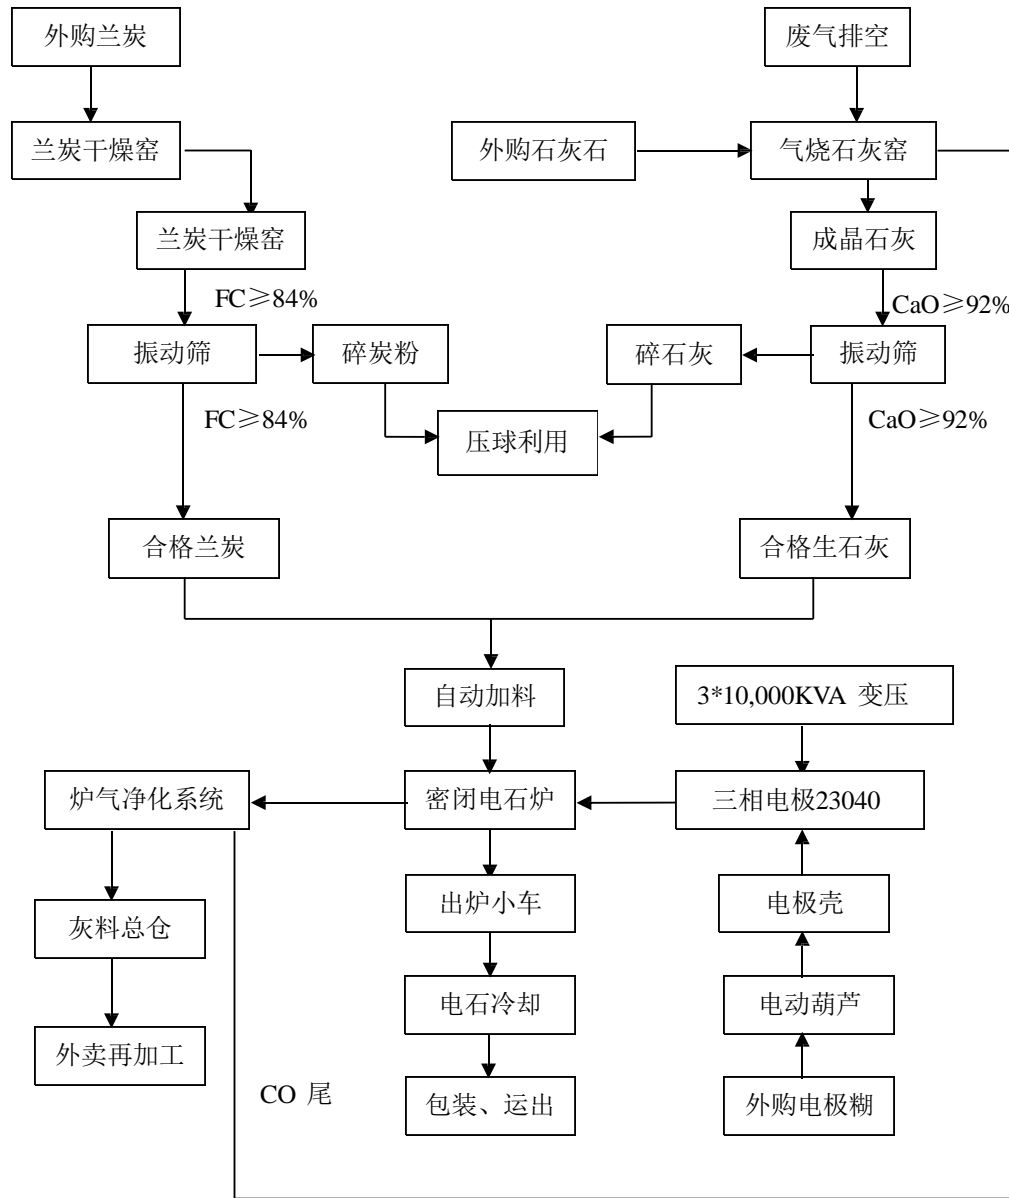 外购兰炭
废气排空
兰炭干燥窑
外购石灰石
气烧石灰窑
兰炭干燥窑
成晶石灰
FC≥84%
CaO≥92%
振动筛
碎炭粉
碎石灰
振动筛
FC≥84%
压球利用
CaO≥92%
合格兰炭
合格生石灰
自动加料
3*10,000KVA 变压
炉气净化系统
密闭电石炉
三相电极23040
灰料总仓
出炉小车
电极壳
电石冷却
电动葫芦
外卖再加工
CO 尾
包装、运出
外购电极糊